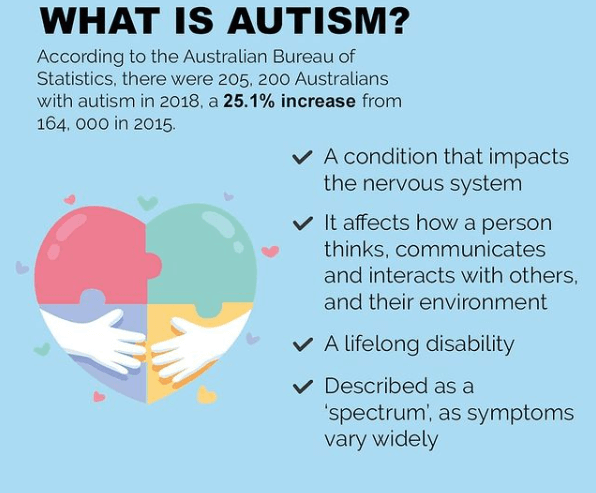 WHAT IS AUTISM?
According to the Australian Bureau of
Statistics, there were 205, 200 Australians
with autism in 2018, a 25.1% increase from
164, 000 in 2015.
A condition that impacts
the nervous system
It affects how a person
thinks, communicates
and interacts with others,
and their environment
A lifelong disability
Described as a
‘spectrum’, as symptoms
vary widely